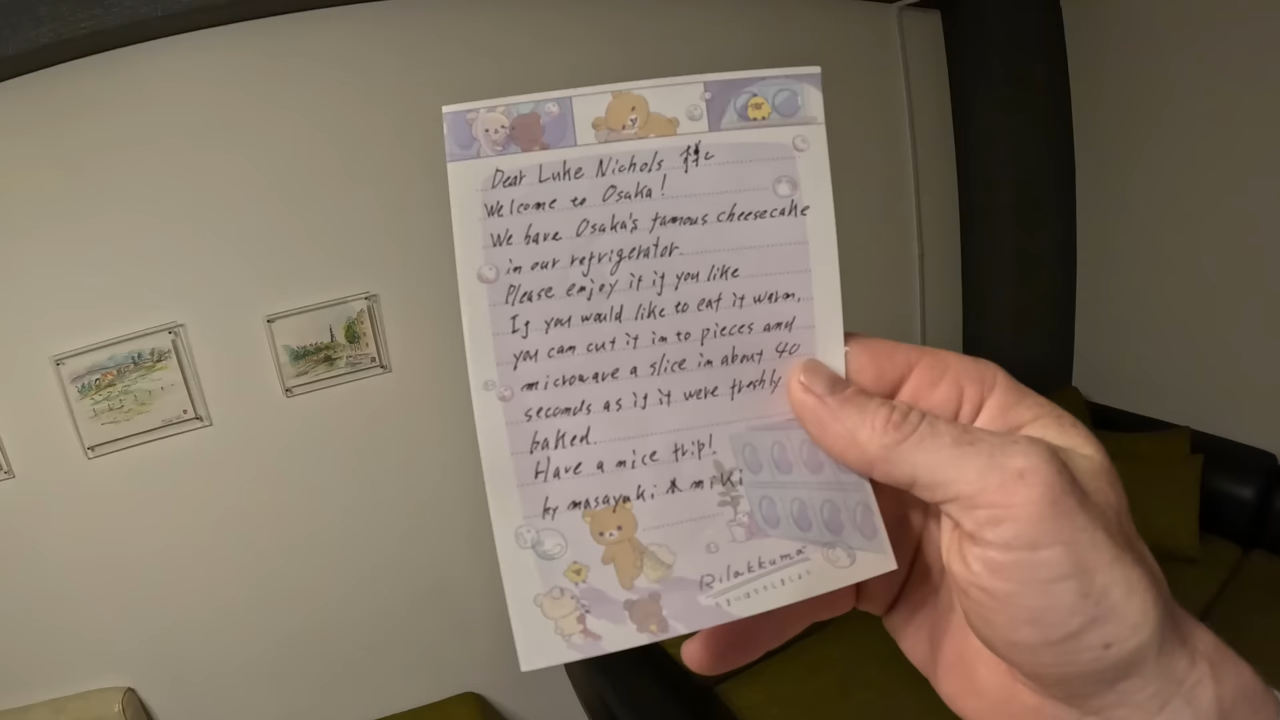 Dear Luke Nichols 様
Welcome to Osaka!
We have Osaka's famous cheesecake
in our refrigerator.
Please enjoy it if you like
If you would like to eat it warm,
you can cut it in to pieces and
microwave a slice in about 40
seconds as if it were freshly
baked.
Have a nice trip!
by masayuki & miki
Rilakkuma